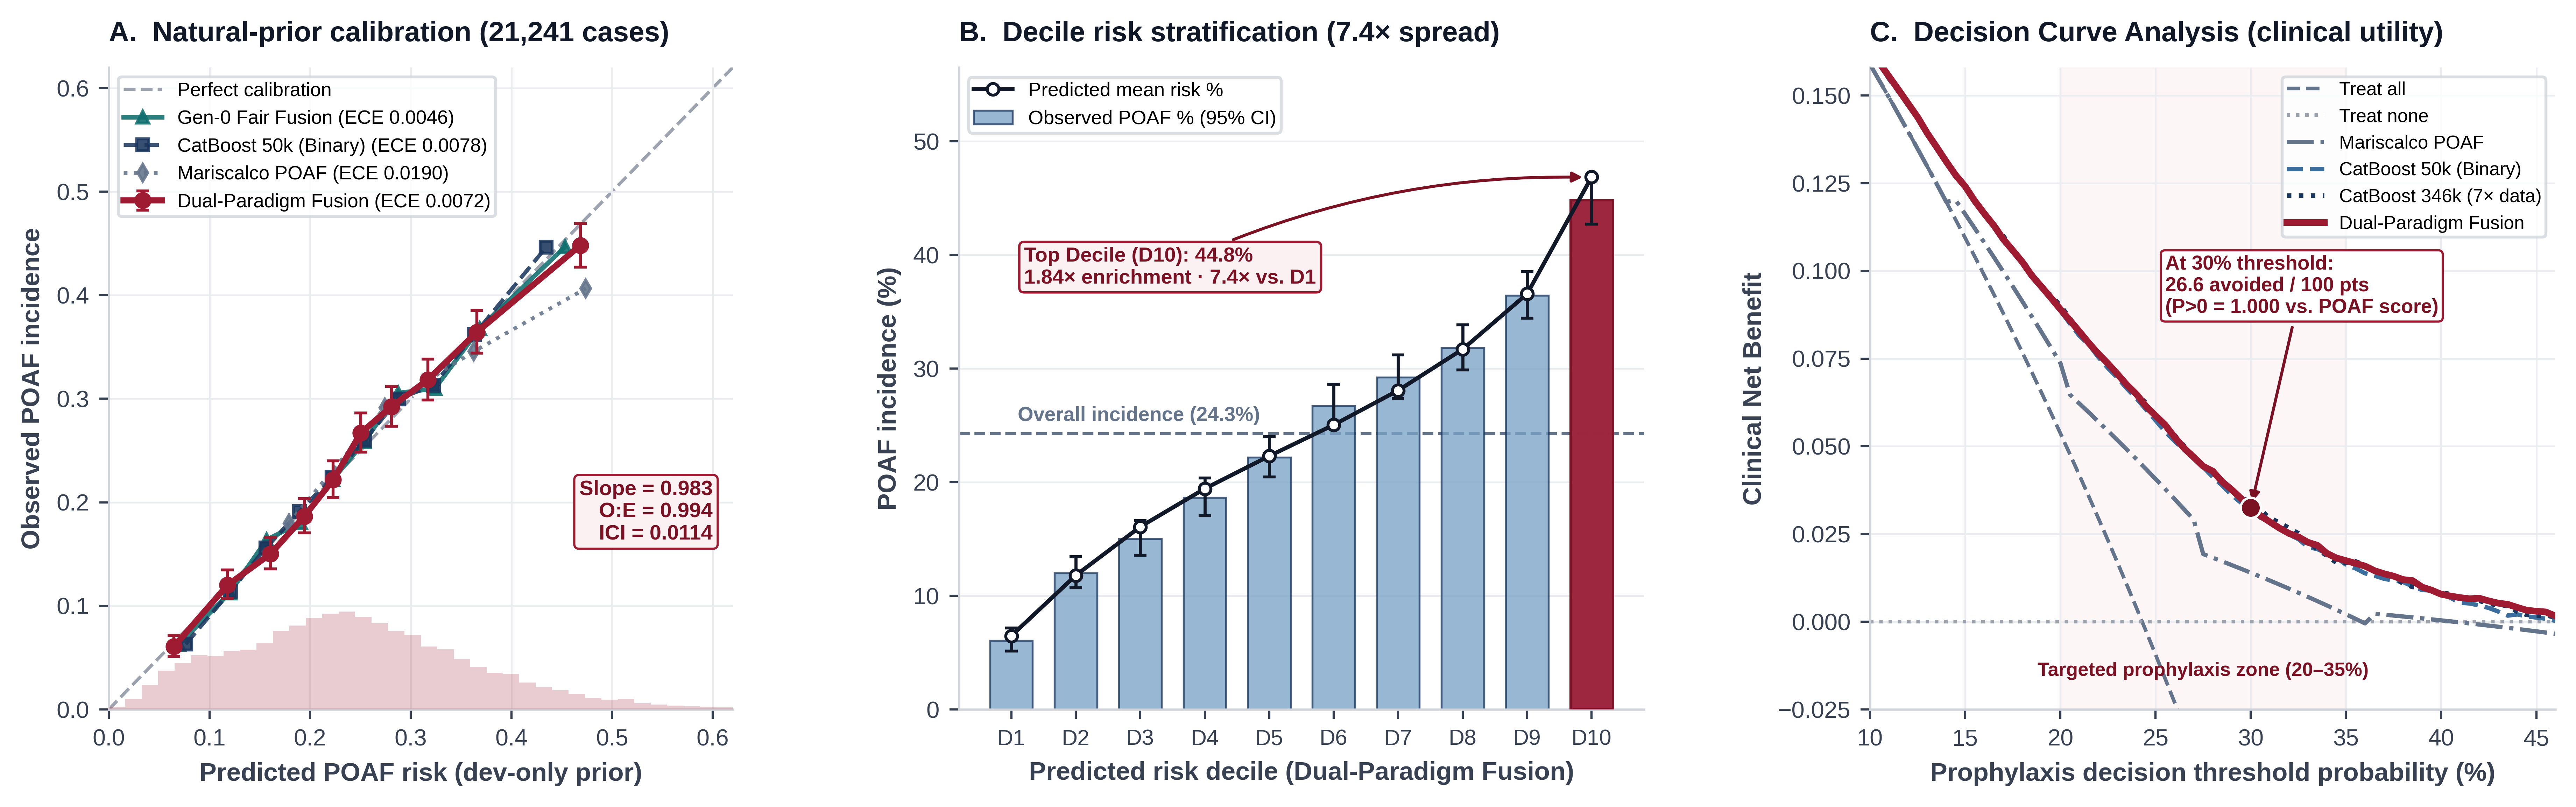 A. Natural-prior calibration (21,241 cases)
Perfect calibration
Gen-0 Fair Fusion (ECE 0.0046)
CatBoost 50k (Binary) (ECE 0.0078)
Mariscalco POAF (ECE 0.0190)
Dual-Paradigm Fusion (ECE 0.0072)
Slope = 0.983
O:E = 0.994
ICI = 0.0114
Observed POAF incidence
0.6
0.5
0.4
0.3
0.2
0.1
0.0
0.0 0.1 0.2 0.3 0.4 0.5 0.6
Predicted POAF risk (dev-only prior)
B. Decile risk stratification (7.4× spread)
Predicted mean risk %
Observed POAF % (95% CI)
Top Decile (D10): 44.8%
1.84× enrichment · 7.4× vs. D1
Overall incidence (24.3%)
POAF incidence (%)
50
40
30
20
10
0
D1 D2 D3 D4 D5 D6 D7 D8 D9 D10
Predicted risk decile (Dual-Paradigm Fusion)
C. Decision Curve Analysis (clinical utility)
Treat all
Treat none
Mariscalco POAF
CatBoost 50k (Binary)
CatBoost 346k (7× data)
Dual-Paradigm Fusion
At 30% threshold:
26.6 avoided / 100 pts
(P>0 = 1.000 vs. POAF score)
Targeted prophylaxis zone (20–35%)
Clinical Net Benefit
0.150
0.125
0.100
0.075
0.050
0.025
0.000
−0.025
10 15 20 25 30 35 40 45
Prophylaxis decision threshold probability (%)